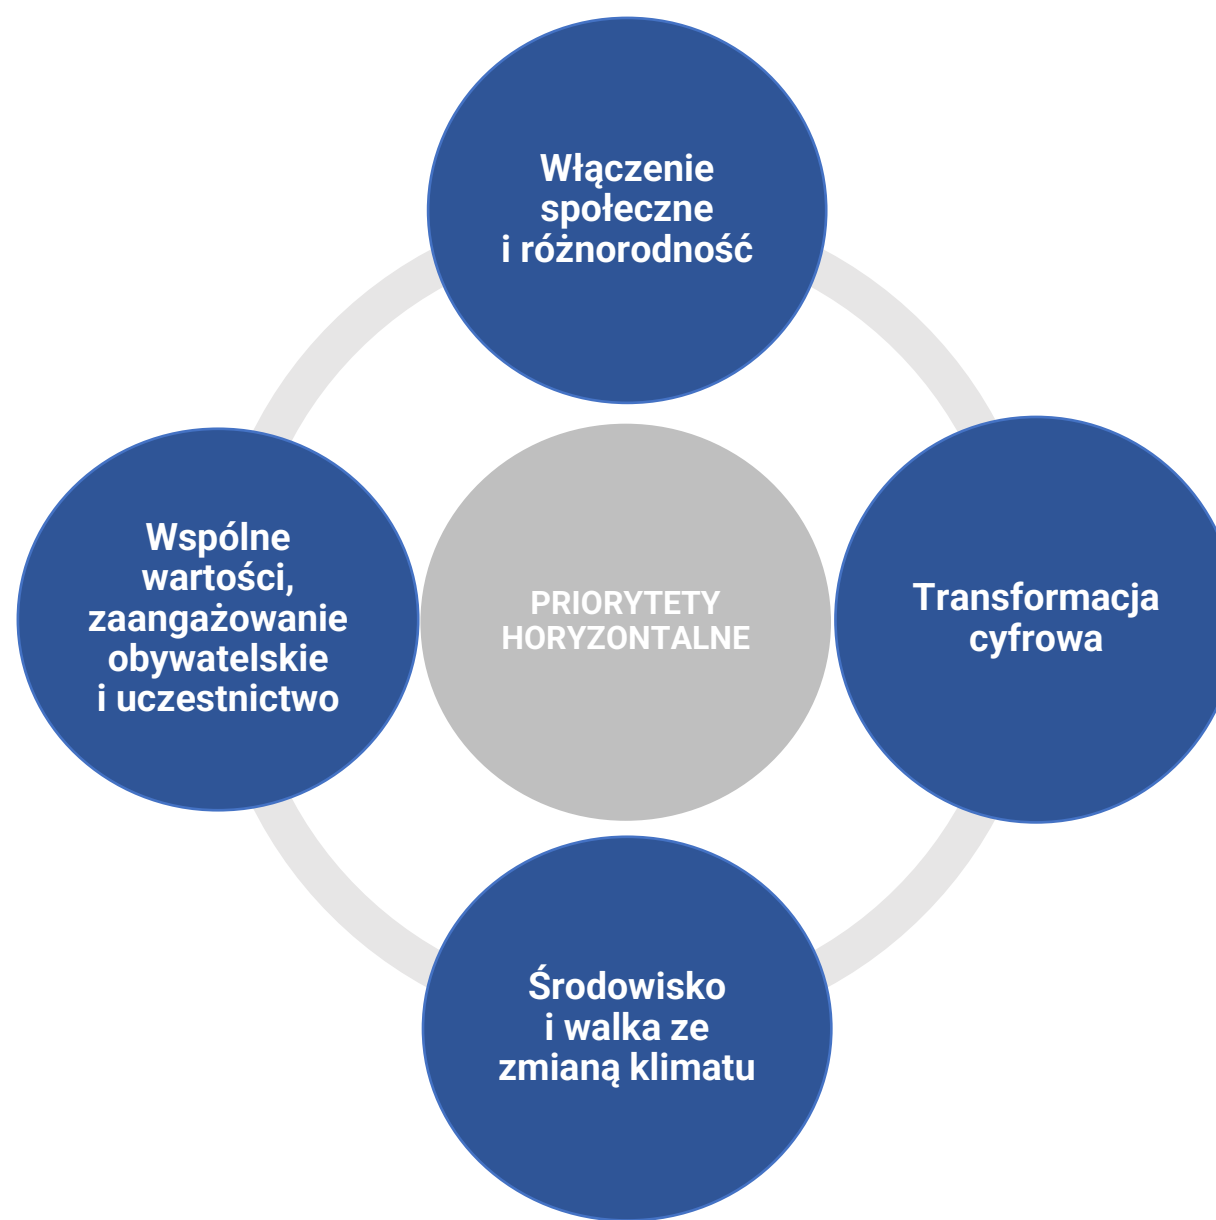 Włączenie
społeczne
i różnorodność
Wspólne
wartości,
zaangażowanie
obywatelskie
i uczestnictwo
PRIORYTETY
HORYZONTALNE
Transformacja
cyfrowa
Środowisko
i walka ze
zmianą klimatu